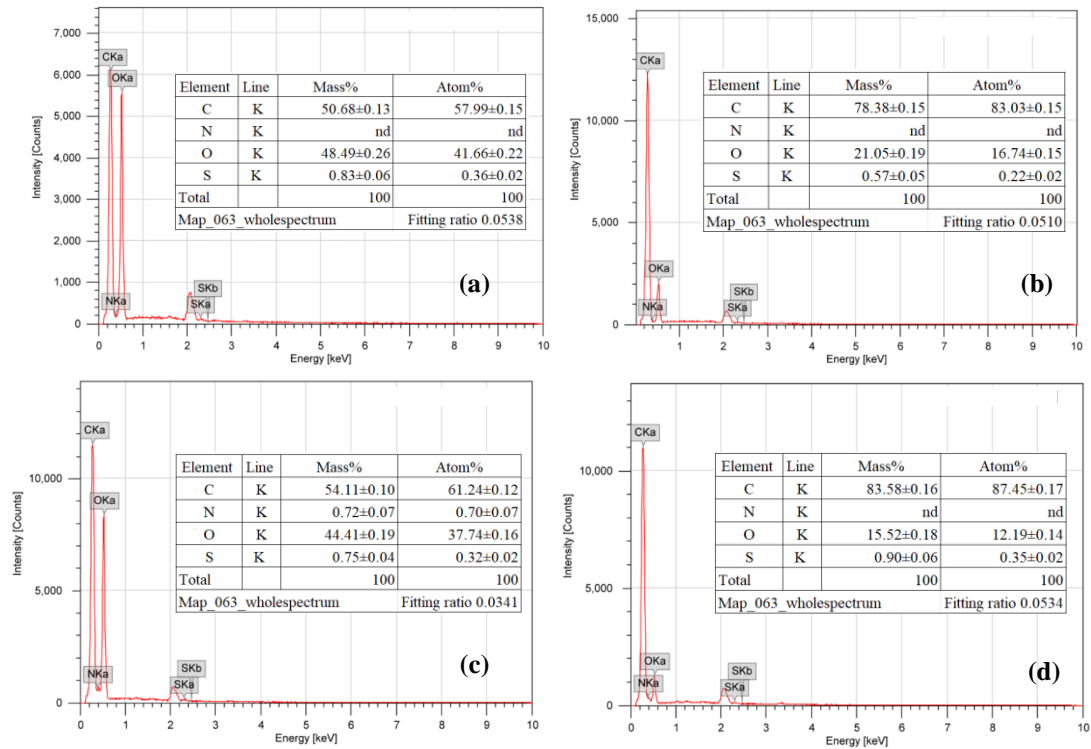 7,000
6,000
5,000
4,000
3,000
2,000
1,000
0
Intensity [Counts]
CKa
OKa
NKa
SKb
SKa
Element Line Mass% Atom%
C K 50.68±0.13 57.99±0.15
N K nd nd
O K 48.49±0.26 41.66±0.22
S K 0.83±0.06 0.36±0.02
Total 100 100
Map_063_wholespectrum Fitting ratio 0.0538
(a)
0 1 2 3 4 5 6 7 8 9 10
Energy [keV]
15,000
10,000
5,000
0
Intensity [Counts]
CKa
OKa
NKa
SKb
SKa
Element Line Mass% Atom%
C K 78.38±0.15 83.03±0.15
N K nd nd
O K 21.05±0.19 16.74±0.15
S K 0.57±0.05 0.22±0.02
Total 100 100
Map_063_wholespectrum Fitting ratio 0.0510
(b)
1 2 3 4 5 6 7 8 9 10
Energy [keV]
10,000
5,000
0
Intensity [Counts]
CKa
OKa
NKa
SKb
SKa
Element Line Mass% Atom%
C K 54.11±0.10 61.24±0.12
N K 0.72±0.07 0.70±0.07
O K 44.41±0.19 37.74±0.16
S K 0.75±0.04 0.32±0.02
Total 100 100
Map_063_wholespectrum Fitting ratio 0.0341
(c)
0 1 2 3 4 5 6 7 8 9 10
Energy [keV]
10,000
5,000
0
Intensity [Counts]
CKa
OKa
NKa
SKb
SKa
Element Line Mass% Atom%
C K 83.58±0.16 87.45±0.17
N K nd nd
O K 15.52±0.18 12.19±0.14
S K 0.90±0.06 0.35±0.02
Total 100 100
Map_063_wholespectrum Fitting ratio 0.0534
(d)
0 1 2 3 4 5 6 7 8 9 10
Energy [keV]